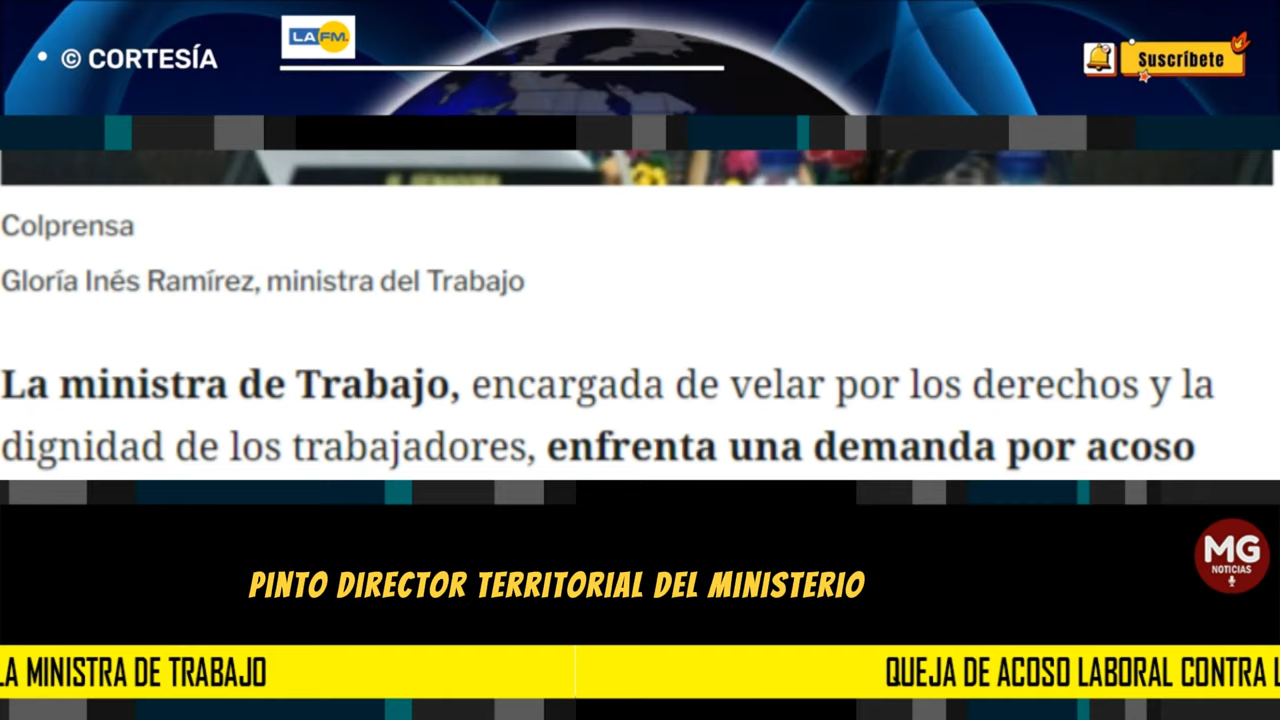 © CORTESÍA
LA FM.
Suscríbete
Colprensa
Gloría Inés Ramírez, ministra del Trabajo
La ministra de Trabajo, encargada de velar por los derechos y la
dignidad de los trabajadores, enfrenta una demanda por acoso
MG
NOTICIAS
PINTO DIRECTOR TERRITORIAL DEL MINISTERIO
LA MINISTRA DE TRABAJO
QUEJA DE ACOSO LABORAL CONTRA L